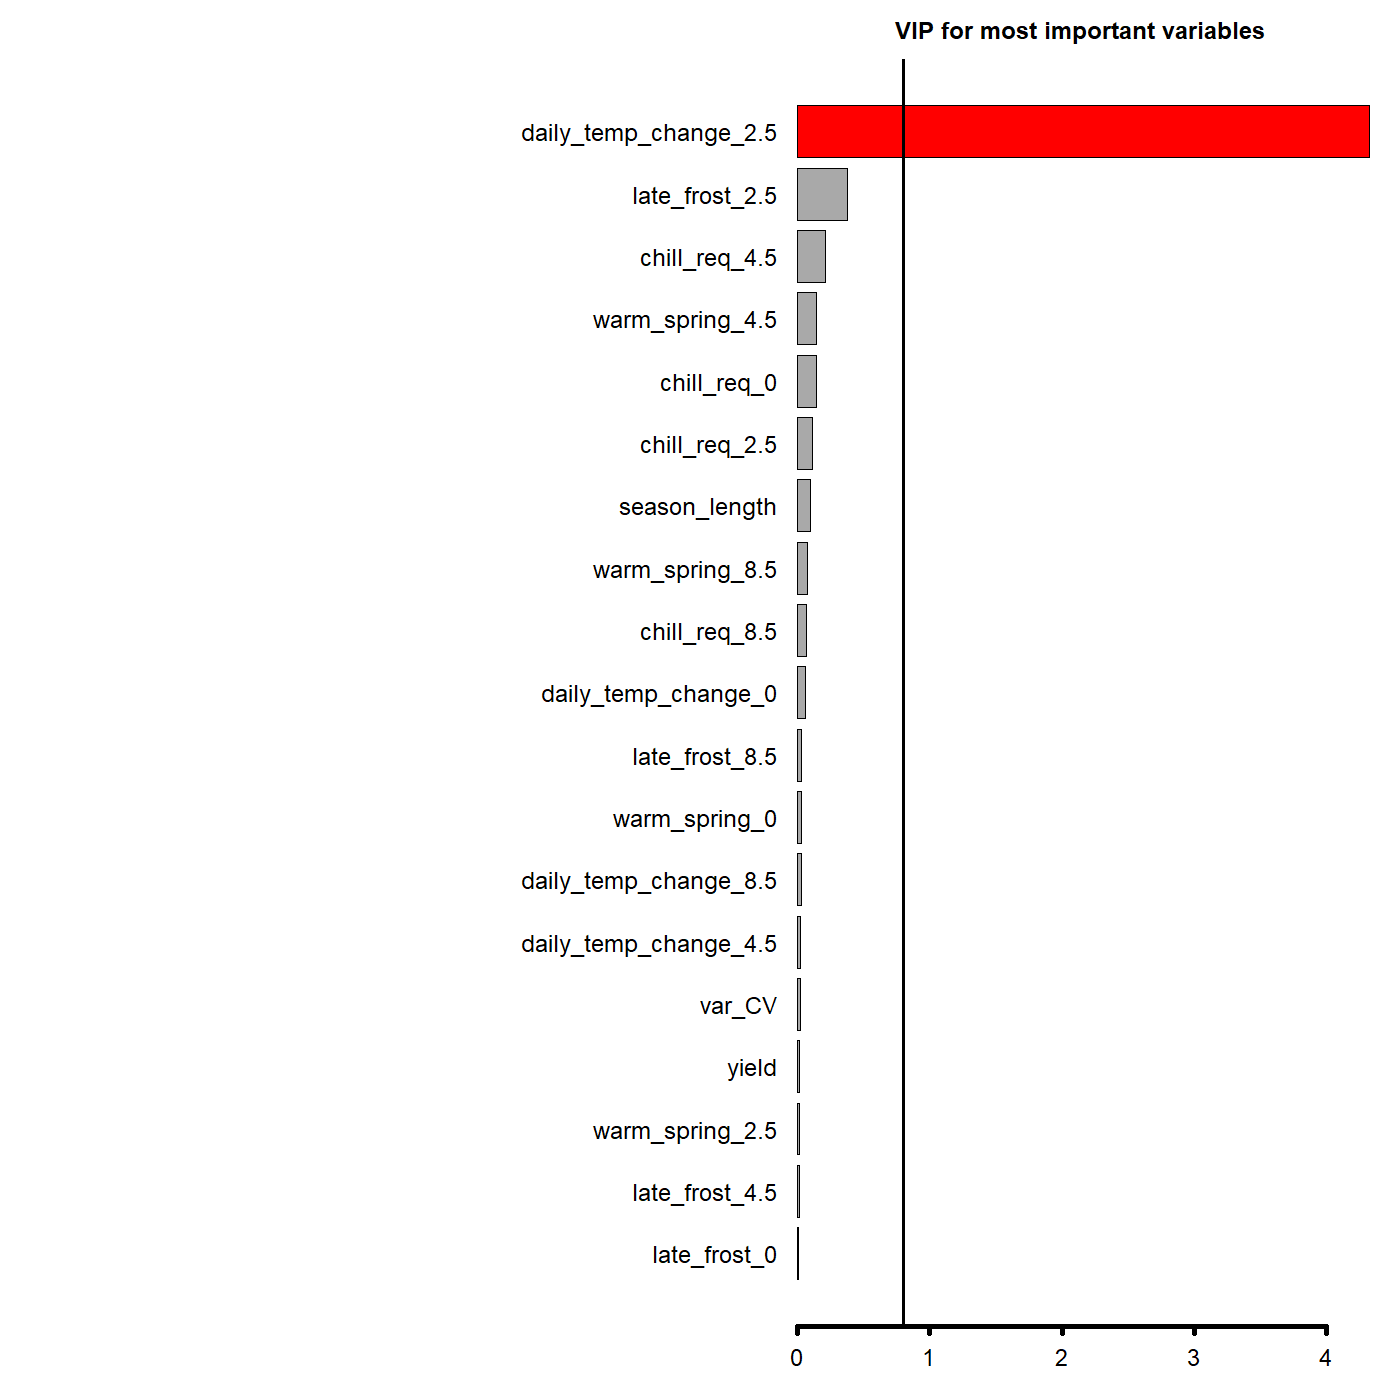 VIP for most important variables
daily_temp_change_2.5
late_frost_2.5
chill_req_4.5
warm_spring_4.5
chill_req_0
chill_req_2.5
season_length
warm_spring_8.5
chill_req_8.5
daily_temp_change_0
late_frost_8.5
warm_spring_0
daily_temp_change_8.5
daily_temp_change_4.5
var_CV
yield
warm_spring_2.5
late_frost_4.5
late_frost_0
0 1 2 3 4